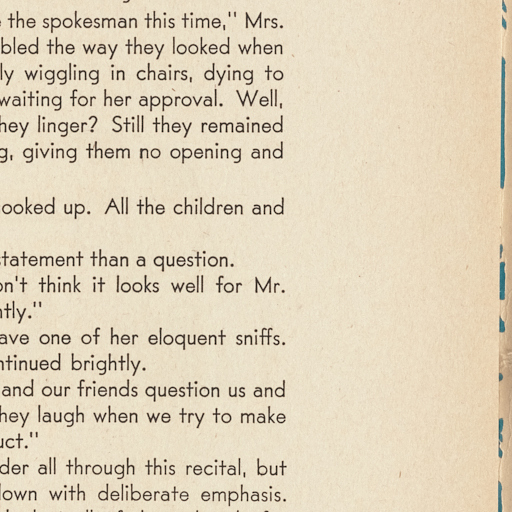 the spokesman this time," Mrs.
bled the way they looked when
ly wiggling in chairs, dying to
waiting for her approval. Well,
hey linger? Still they remained
g, giving them no opening and
ooked up. All the children and
tatement than a question.
on't think it looks well for Mr.
ntly."
ave one of her eloquent sniffs.
ntinued brightly.
and our friends question us and
hey laugh when we try to make
uct."
der all through this recital, but
down with deliberate emphasis.